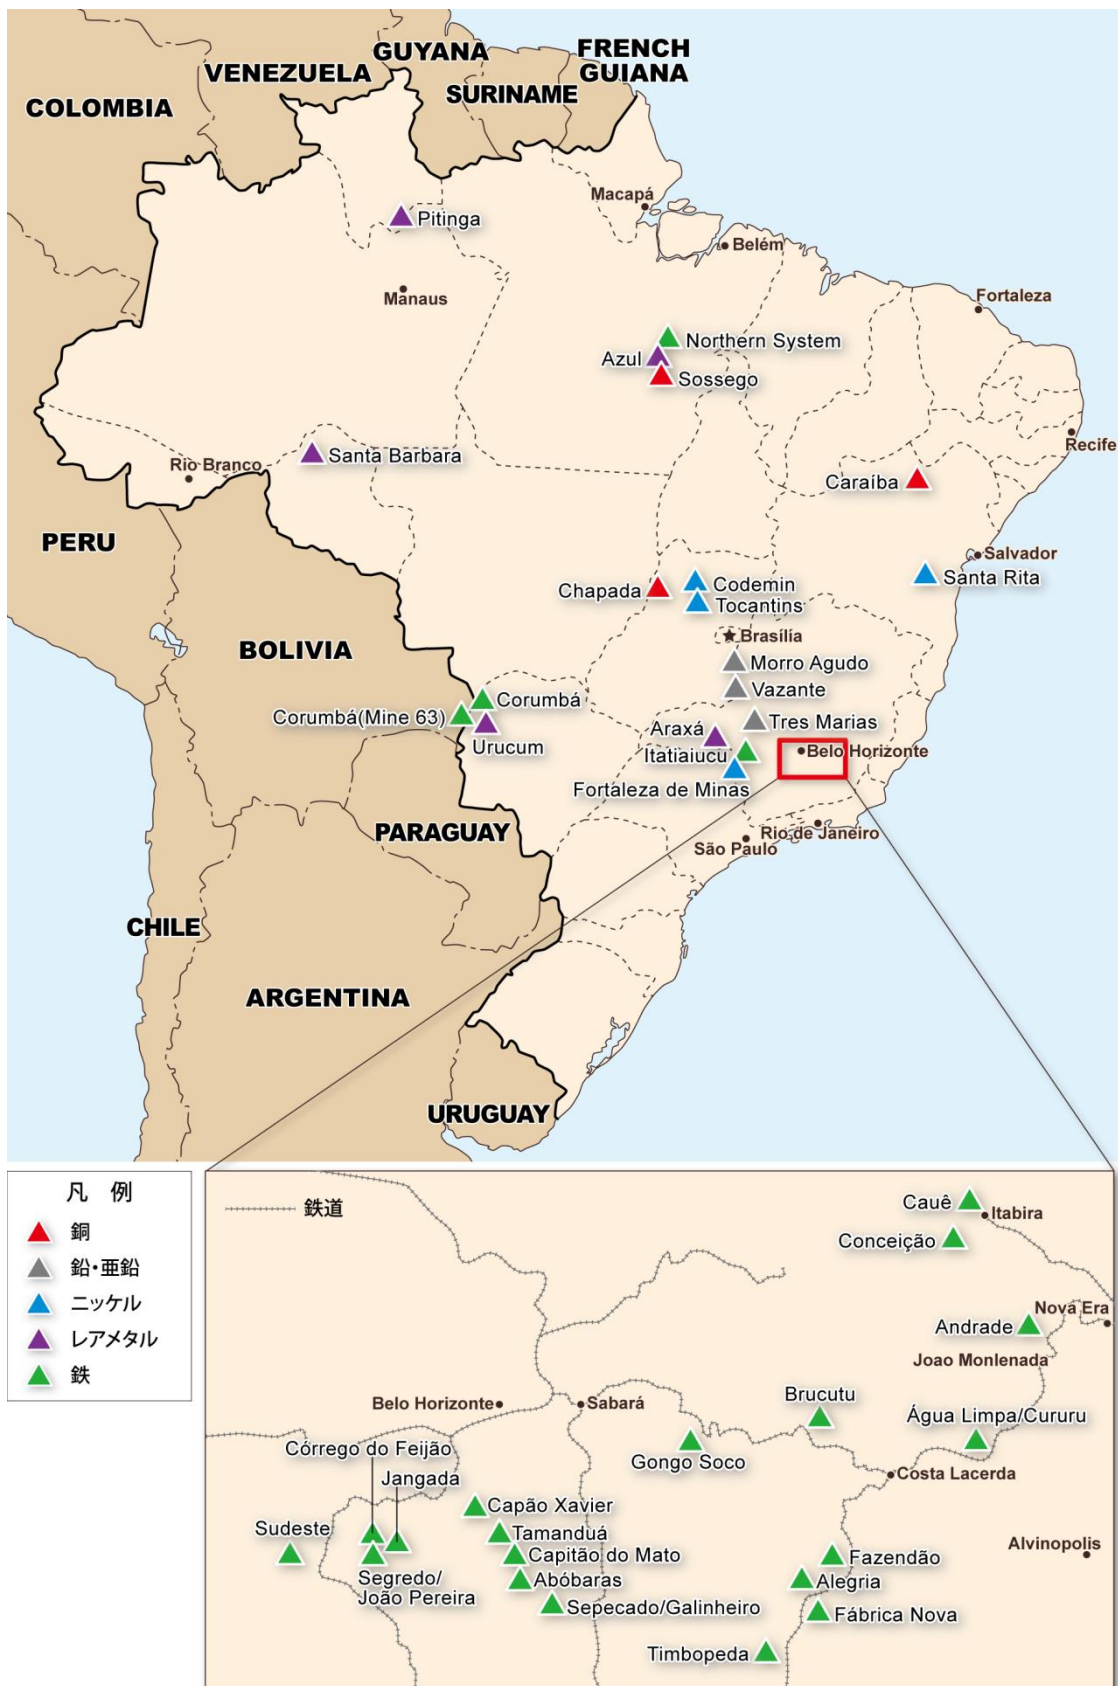 GUYANA
FRENCH
GUIANA
VENEZUELA
SURINAME
COLOMBIA
Macapá
Pitinga
Belém
Manaus
Fortaleza
Northern System
Azul
Sossego
Recife
Santa Barbara
Rio Branco
Caraíba
PERU
Salvador
Santa Rita
Chapada
Codemin
Tocantins
Brasília
BOLIVIA
Morro Agudo
Vazante
Corumbá
Corumbá(Mine 63)
Urucum
Tres Marias
Araxá
Itatiaiucu
Belo Horizonte
Fortaleza de Minas
PARAGUAY
Rio de Janeiro
São Paulo
CHILE
ARGENTINA
URUGUAY
凡 例
銅
鉛・亜鉛
ニッケル
レアメタル
鉄
鉄道
Cauê
Itabira
Conceição
Nova Era
Andrade
Joao Monlenada
Brucutu
Belo Horizonte
Sabará
Água Limpa/Cururu
Córrego do Feijão
Gongo Soco
Jangada
Costa Lacerda
Capão Xavier
Sudeste
Tamanduá
Alvinopolis
Capitão do Mato
Fazendão
Segredo/
João Pereira
Abóbaras
Alegria
Sepecado/Galinheiro
Fábrica Nova
Timbopeda